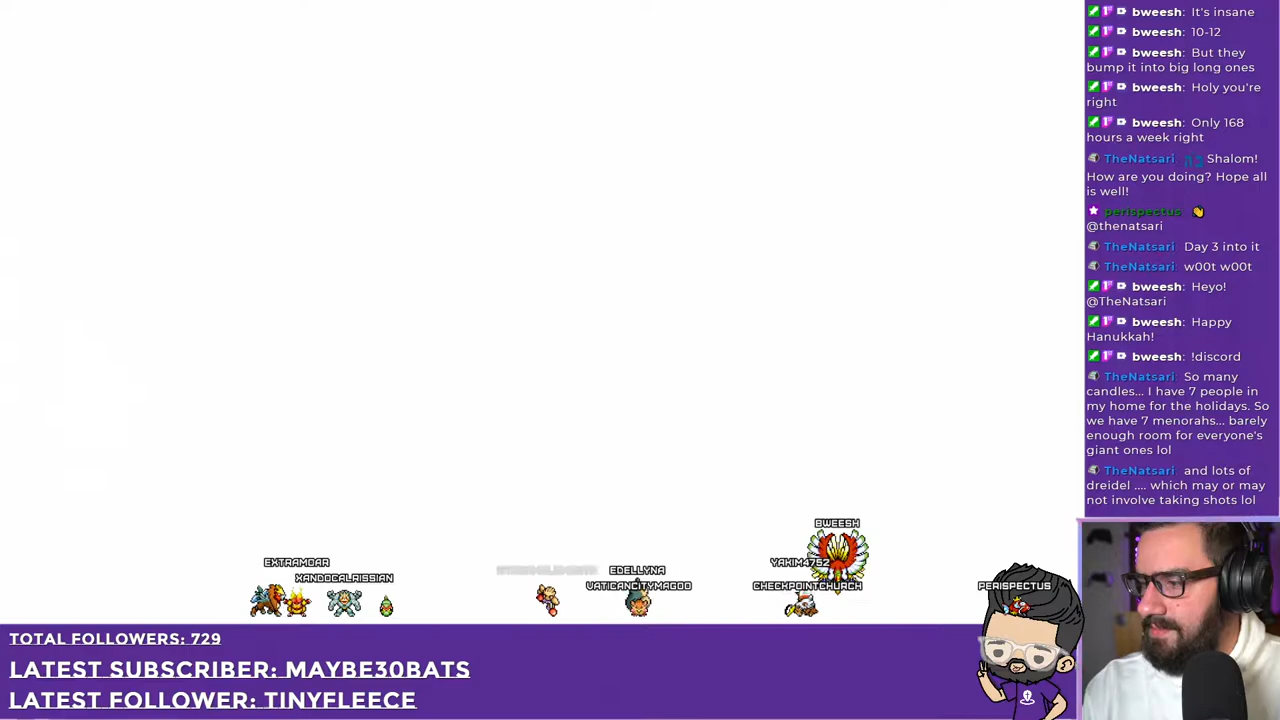 bweesh: It's insane
bweesh: 10-12
bweesh: But they
bump it into big long ones
bweesh: Holy you're
right
bweesh: Only 168
hours a week right
TheNatsari Shalom!
How are you doing? Hope all
is well!
perispectus
@thenatsari
TheNatsari Day 3 into it
TheNatsari w00t w00t
bweesh: Heyo!
@TheNatsari
bweesh: Happy
Hanukkah!
bweesh: !discord
TheNatsari So many
candles... I have 7 people in
my home for the holidays. So
we have 7 menorahs... barely
enough room for everyone's
giant ones lol
TheNatsari and lots of
dreidel .... which may or may
not involve taking shots lol
BWEESH
EXTRAMOAR
YAKIM4752
EDELLYNA
XANDOCALAISSIAN
VATICANCITYMAGOO
CHECKPOINTCHURCH
PERISPECTUS
TOTAL FOLLOWERS: 729
LATEST SUBSCRIBER: MAYBE30BATS
LATEST FOLLOWER: TINYFLEECE